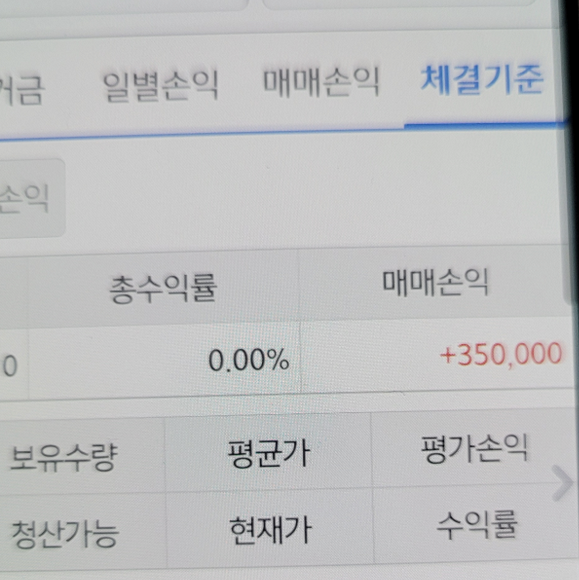 거금 일별손익 매매손익 체결기준
손익
총수익률 매매손익
0 0.00% +350,000
보유수량 평균가 평가손익
청산가능 현재가 수익률